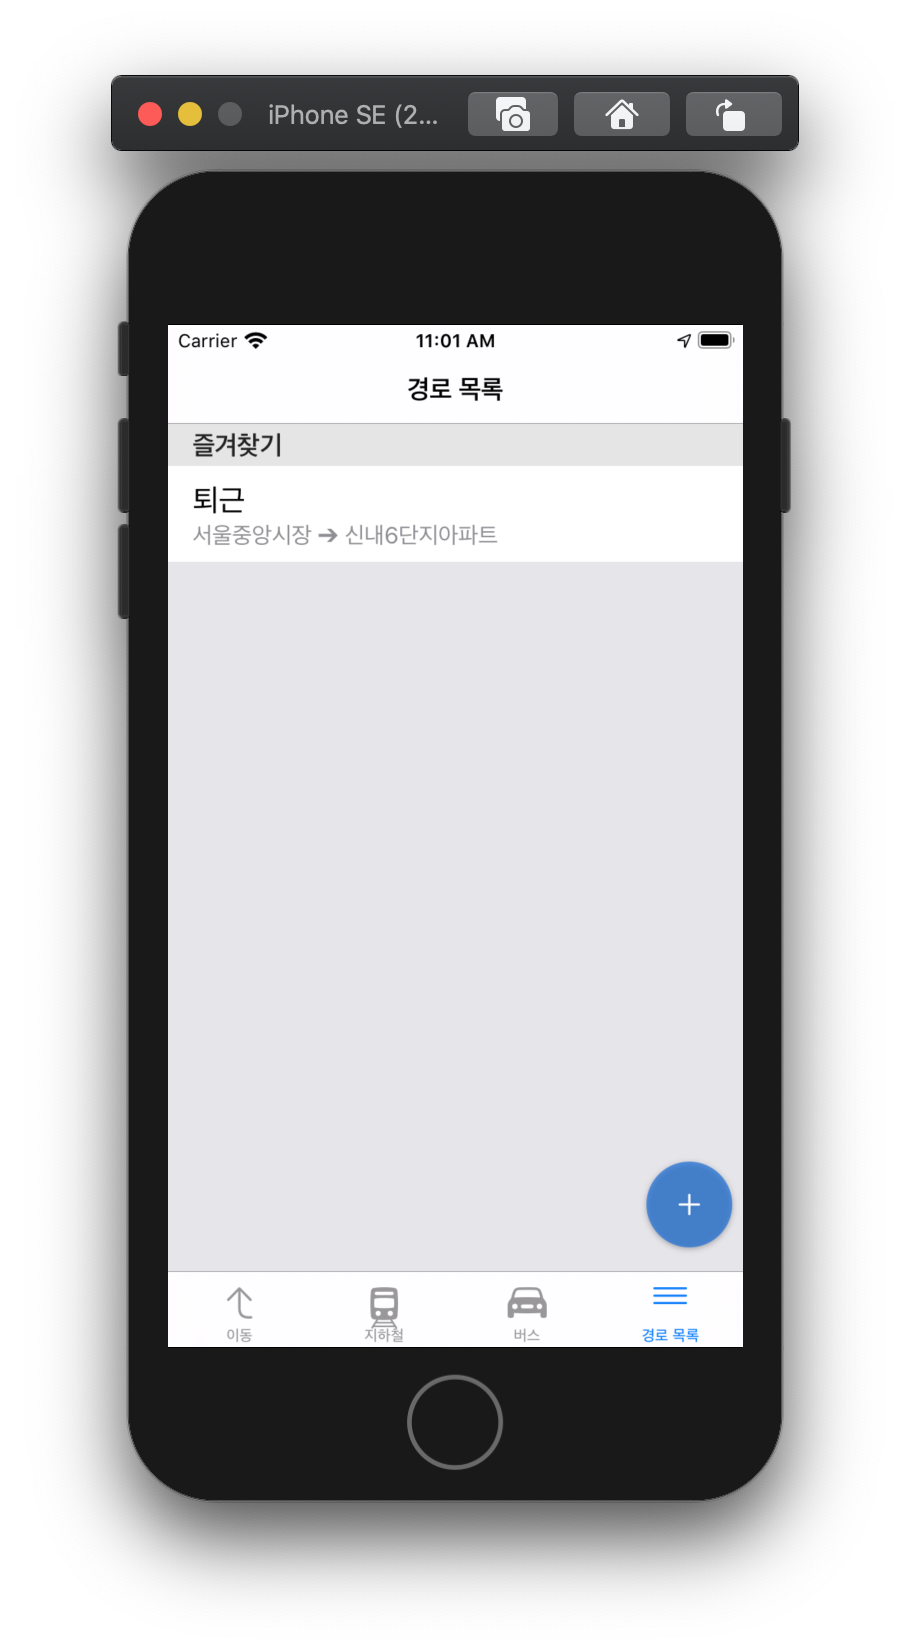 iPhone SE (2...
Carrier 11:01 AM
경로 목록
즐겨찾기
퇴근
서울중앙시장 ➔ 신내6단지아파트
+
이동 지하철 버스 경로 목록